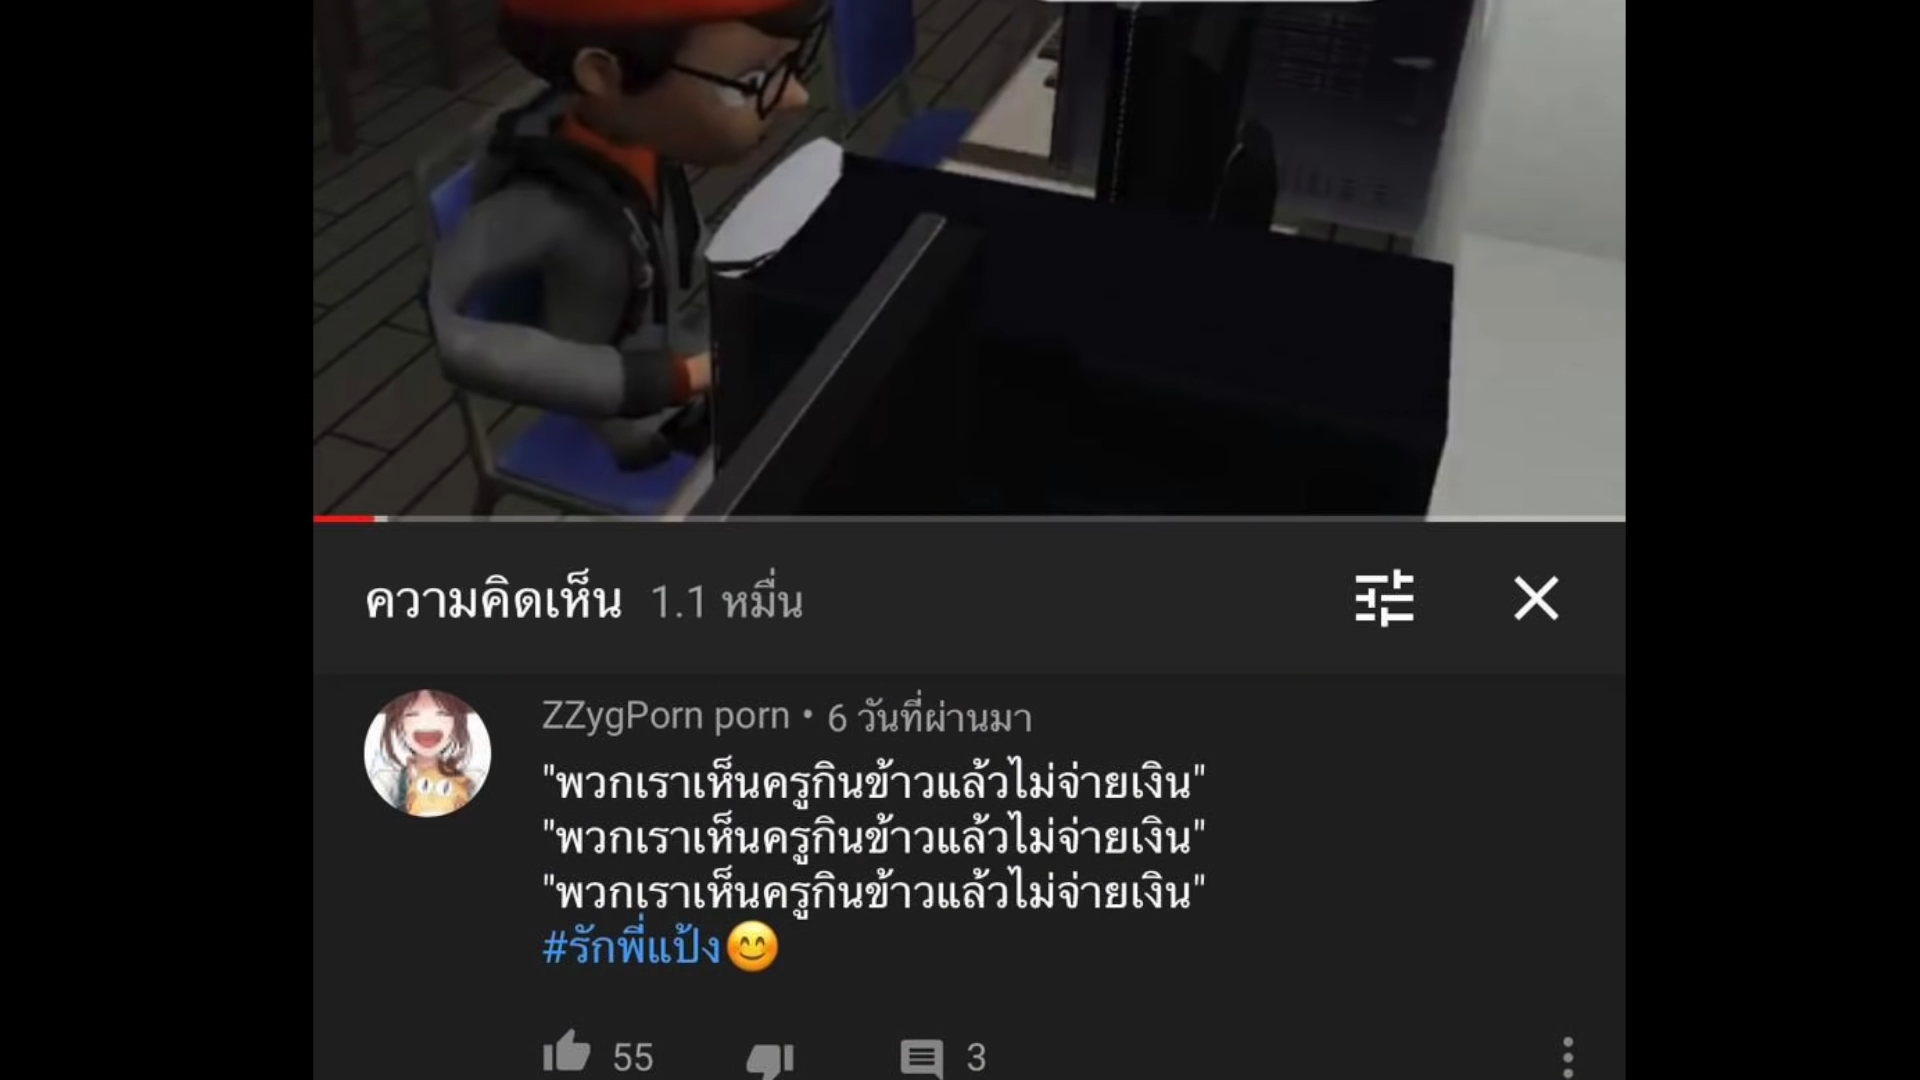 ความคิดเห็น 1.1 หมื่น
ZZygPorn porn • 6 วันที่ผ่านมา
"พวกเราเห็นครูกินข้าวแล้วไม่จ่ายเงิน"
"พวกเราเห็นครูกินข้าวแล้วไม่จ่ายเงิน"
"พวกเราเห็นครูกินข้าวแล้วไม่จ่ายเงิน"
#รักพี่แป้ง😊
55 3